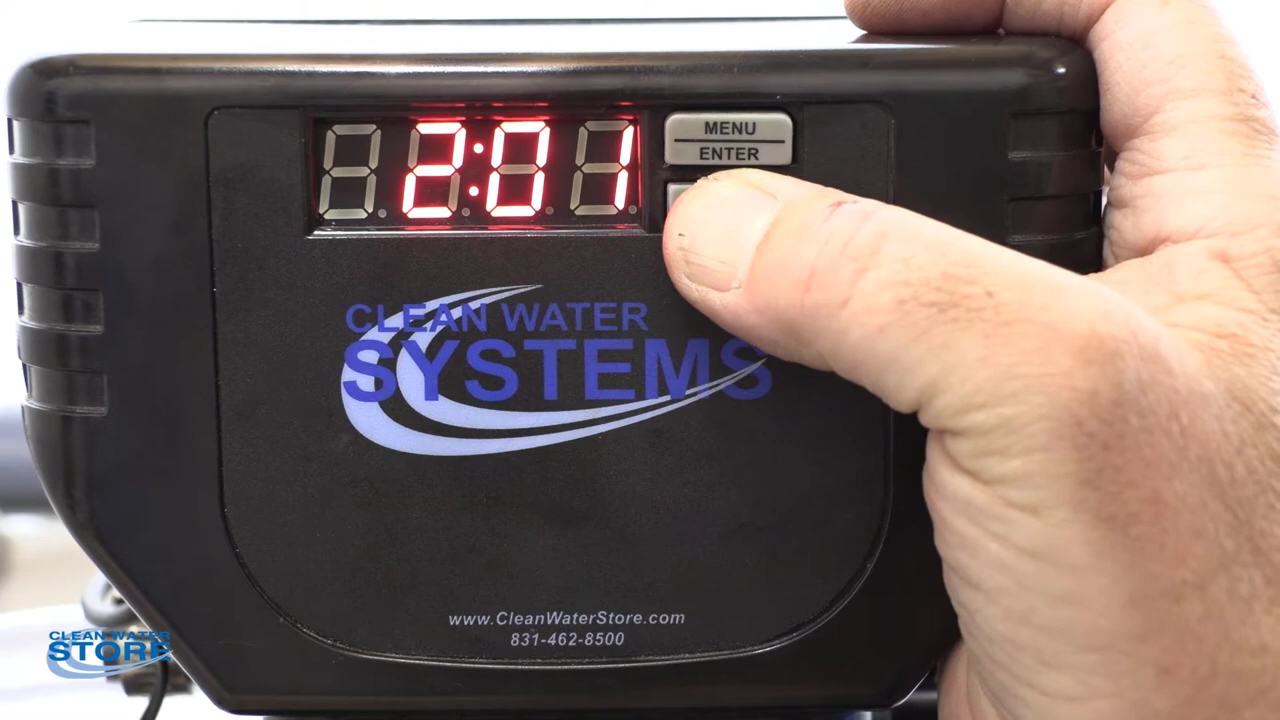 2:01
MENU
ENTER
CLEAN WATER
SYSTEMS
www.CleanWaterStore.com
831-462-8500
CLEAN WATER
STORE